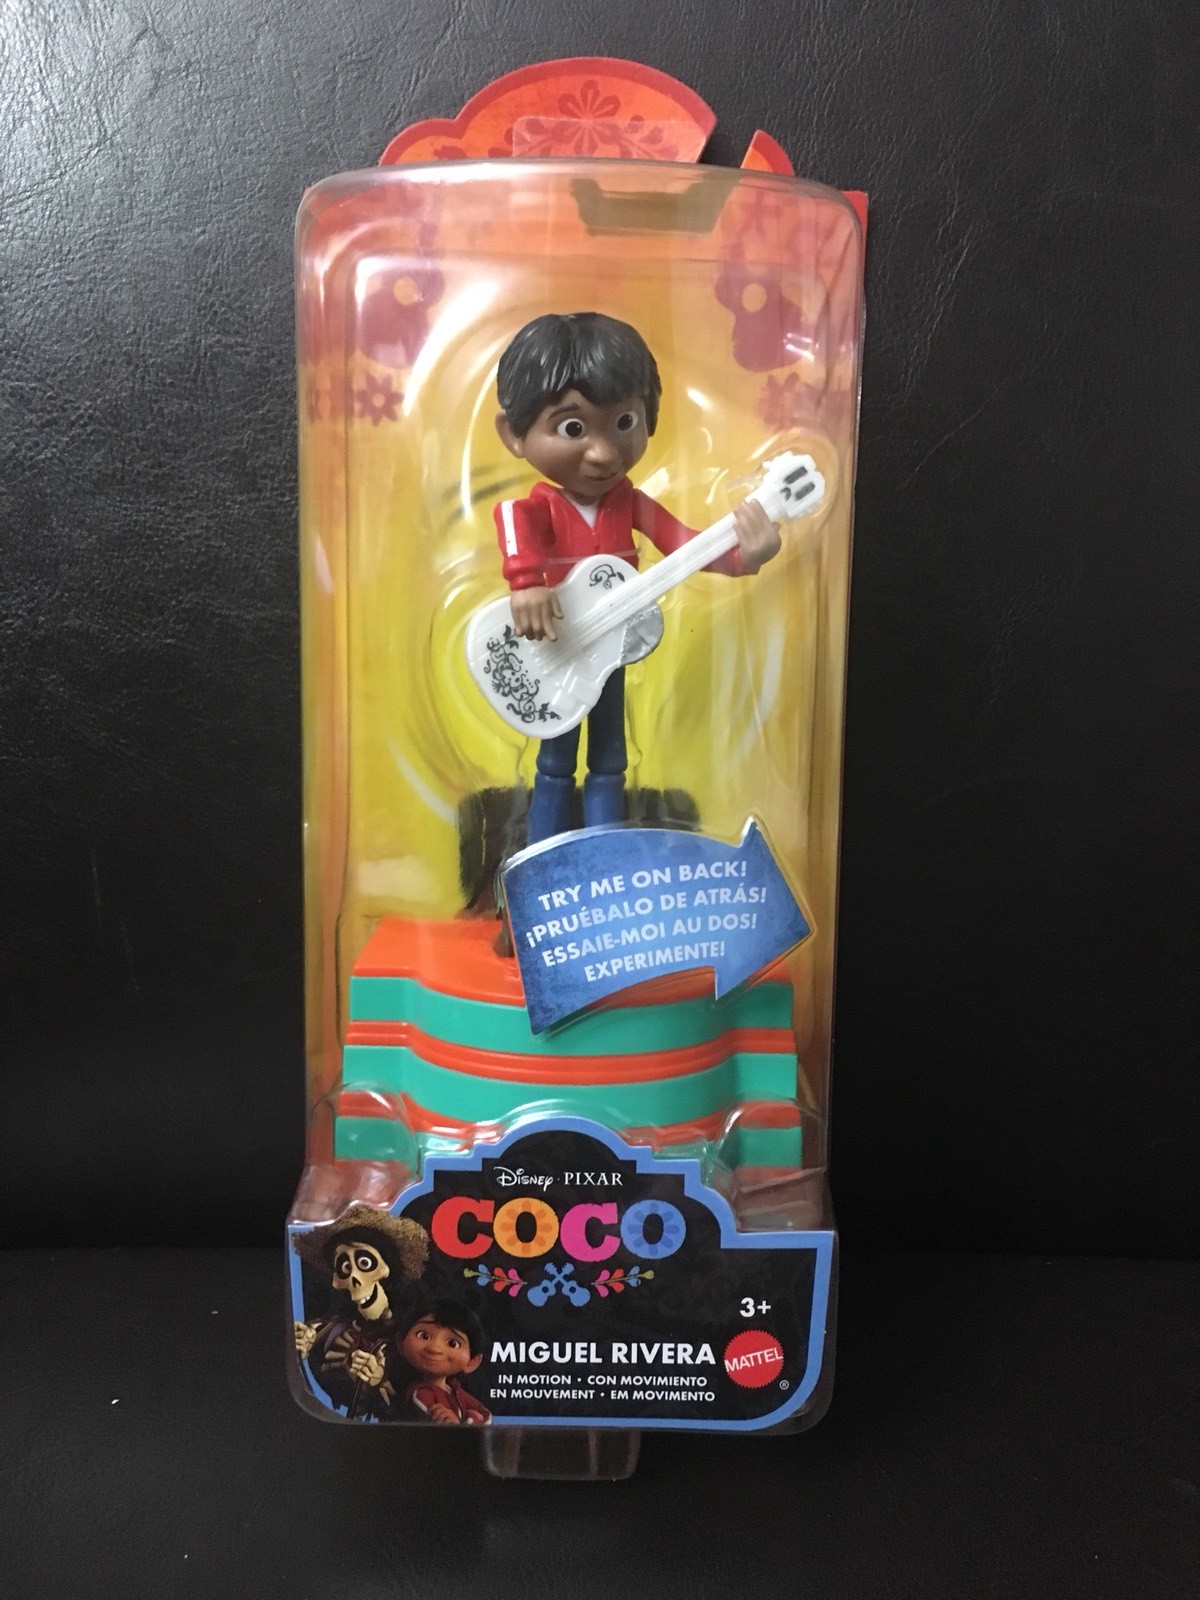 TRY ME ON BACK!
¡PRUÉBALO DE ATRÁS!
ESSAIE-MOI AU DOS!
EXPERIMENTE!
Disney · PIXAR
COCO
3+
MIGUEL RIVERA
MATTEL
®
IN MOTION · CON MOVIMIENTO
EN MOUVEMENT · EM MOVIMENTO